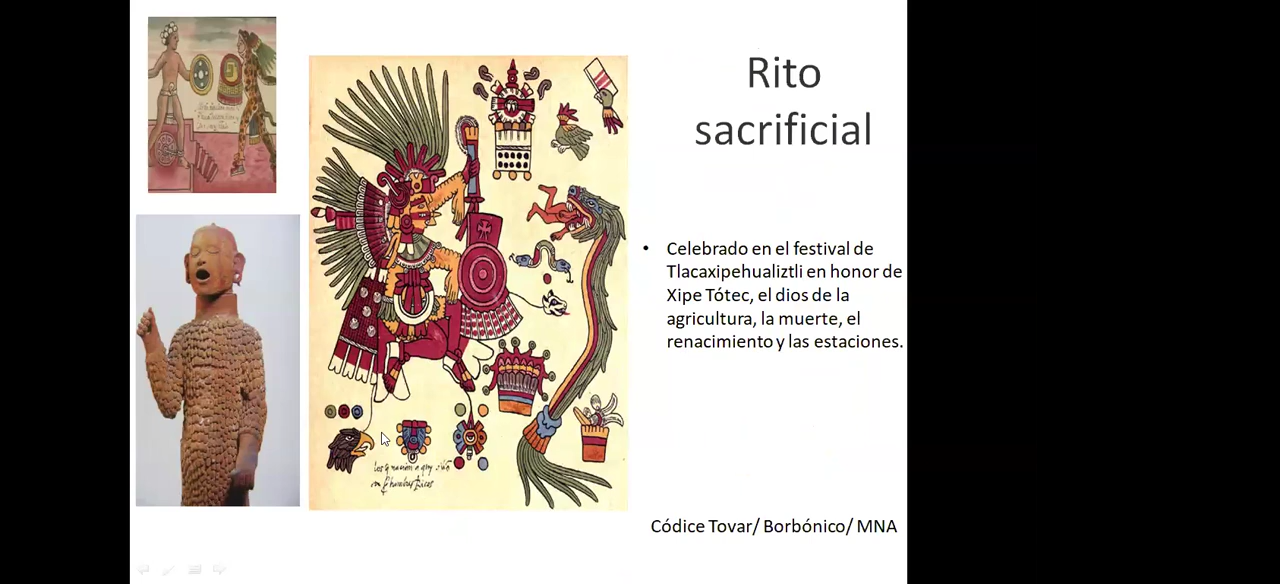 Rito
sacrificial
• Celebrado en el festival de
Tlacaxipehualiztli en honor de
Xipe Tótec, el dios de la
agricultura, la muerte, el
renacimiento y las estaciones.
Códice Tovar/ Borbónico/ MNA